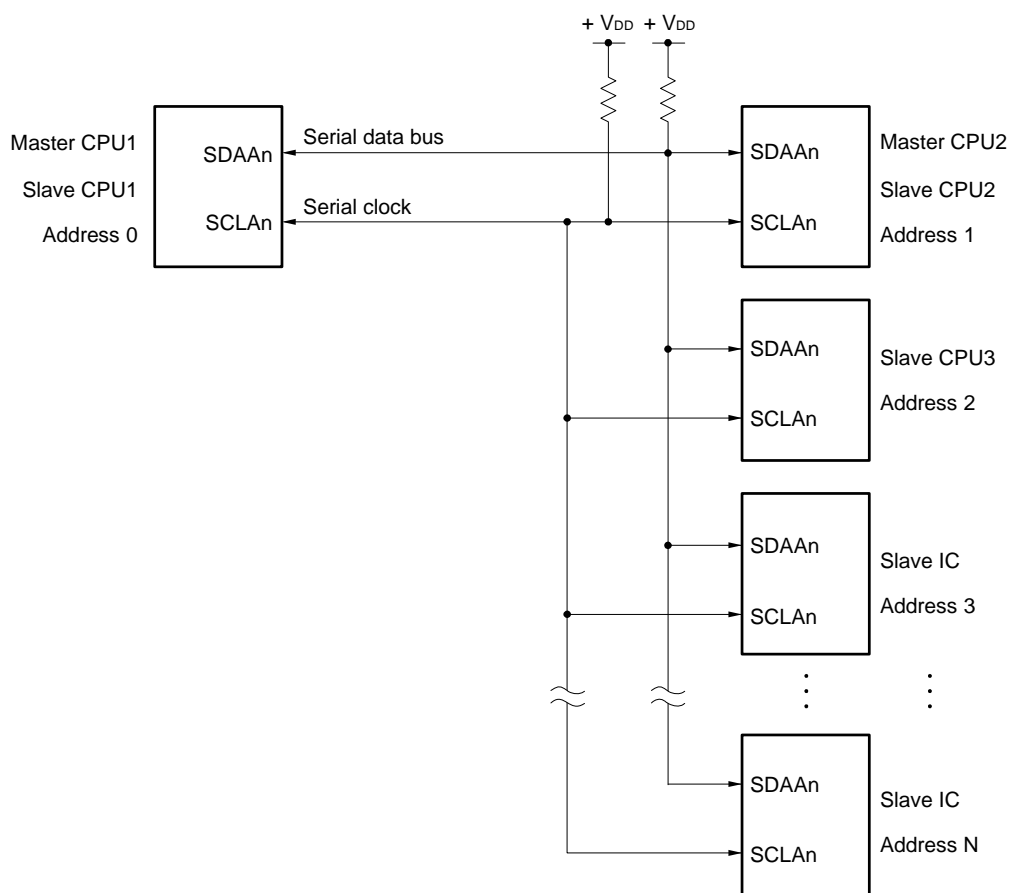 + VDD + VDD
Master CPU1
Slave CPU1
Address 0
SDAAn
SCLAn
Serial data bus
Serial clock
SDAAn
SCLAn
Master CPU2
Slave CPU2
Address 1
SDAAn
SCLAn
Slave CPU3
Address 2
SDAAn
SCLAn
Slave IC
Address 3
SDAAn
SCLAn
Slave IC
Address N